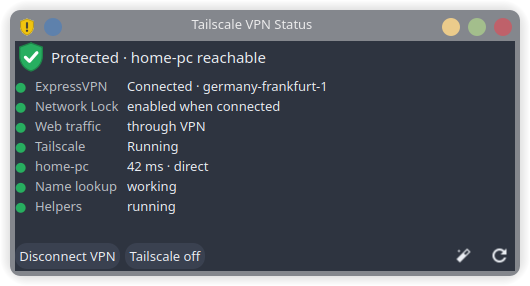 Tailscale VPN Status
Protected · home-pc reachable
ExpressVPN Connected · germany-frankfurt-1
Network Lock enabled when connected
Web traffic through VPN
Tailscale Running
home-pc 42 ms · direct
Name lookup working
Helpers running
Disconnect VPN Tailscale off